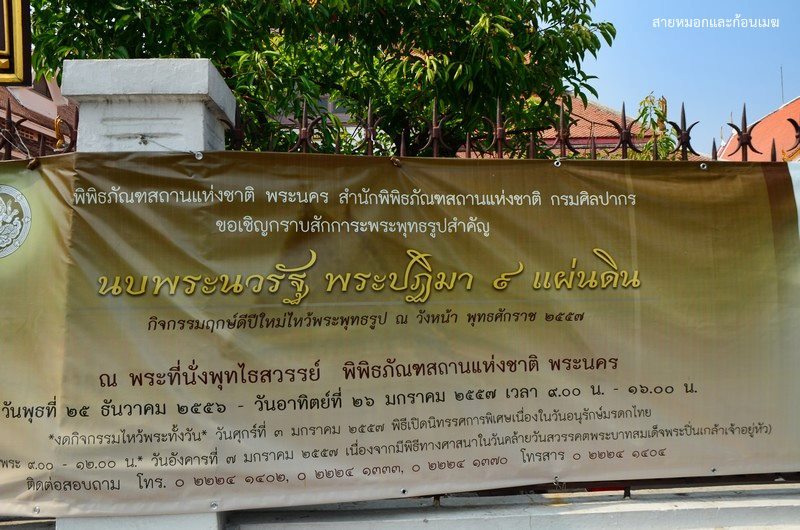 สายหมอกและก้อนเมฆ
พิพิธภัณฑสถานแห่งชาติ พระนคร สำนักพิพิธภัณฑสถานแห่งชาติ กรมศิลปากร
ขอเชิญกราบสักการะพระพุทธรูปสำคัญ
นบพระนวรัฐ พระปฏิมา ๙ แผ่นดิน
กิจกรรมฤกษ์ดีปีใหม่ไหว้พระพุทธรูป ณ วังหน้า พุทธศักราช ๒๕๕๗
ณ พระที่นั่งพุทไธสวรรย์ พิพิธภัณฑสถานแห่งชาติ พระนคร
วันพุธที่ ๒๕ ธันวาคม ๒๕๕๖ - วันอาทิตย์ที่ ๒๖ มกราคม ๒๕๕๗ เวลา ๙.๐๐ น. - ๑๖.๐๐ น.
*งดกิจกรรมไหว้พระทั้งวัน* วันศุกร์ที่ ๓ มกราคม ๒๕๕๗ พิธีเปิดนิทรรศการพิเศษเนื่องในวันอนุรักษ์มรดกไทย
พระ ๙.๐๐ - ๑๒.๐๐ น.* วันอังคารที่ ๗ มกราคม ๒๕๕๗ เนื่องจากมีพิธีทางศาสนาในวันคล้ายวันสวรรคตพระบาทสมเด็จพระปิ่นเกล้าเจ้าอยู่หัว)
ติดต่อสอบถาม โทร. ๐ ๒๒๒๔ ๑๔๐๒, ๐ ๒๒๒๔ ๑๓๓๓, ๐ ๒๒๒๔ ๑๓๗๐ โทรสาร ๐ ๒๒๒๔ ๑๔๐๔